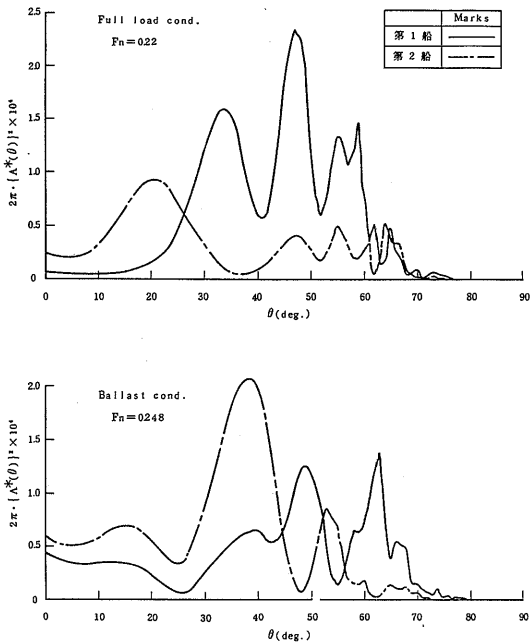 Full load cond.
Fn=0.22
Marks
第1船
第2船
2.5
2.0
1.5
1.0
0.5
0
2π·{A*(θ)}²×10⁴
0 10 20 30 40 50 60 70 80 90
θ(deg.)
Ballast cond.
Fn=0.248
2.0
1.5
1.0
0.5
0
2π·{A*(θ)}²×10⁴
0 10 20 30 40 50 60 70 80 90
θ(deg.)